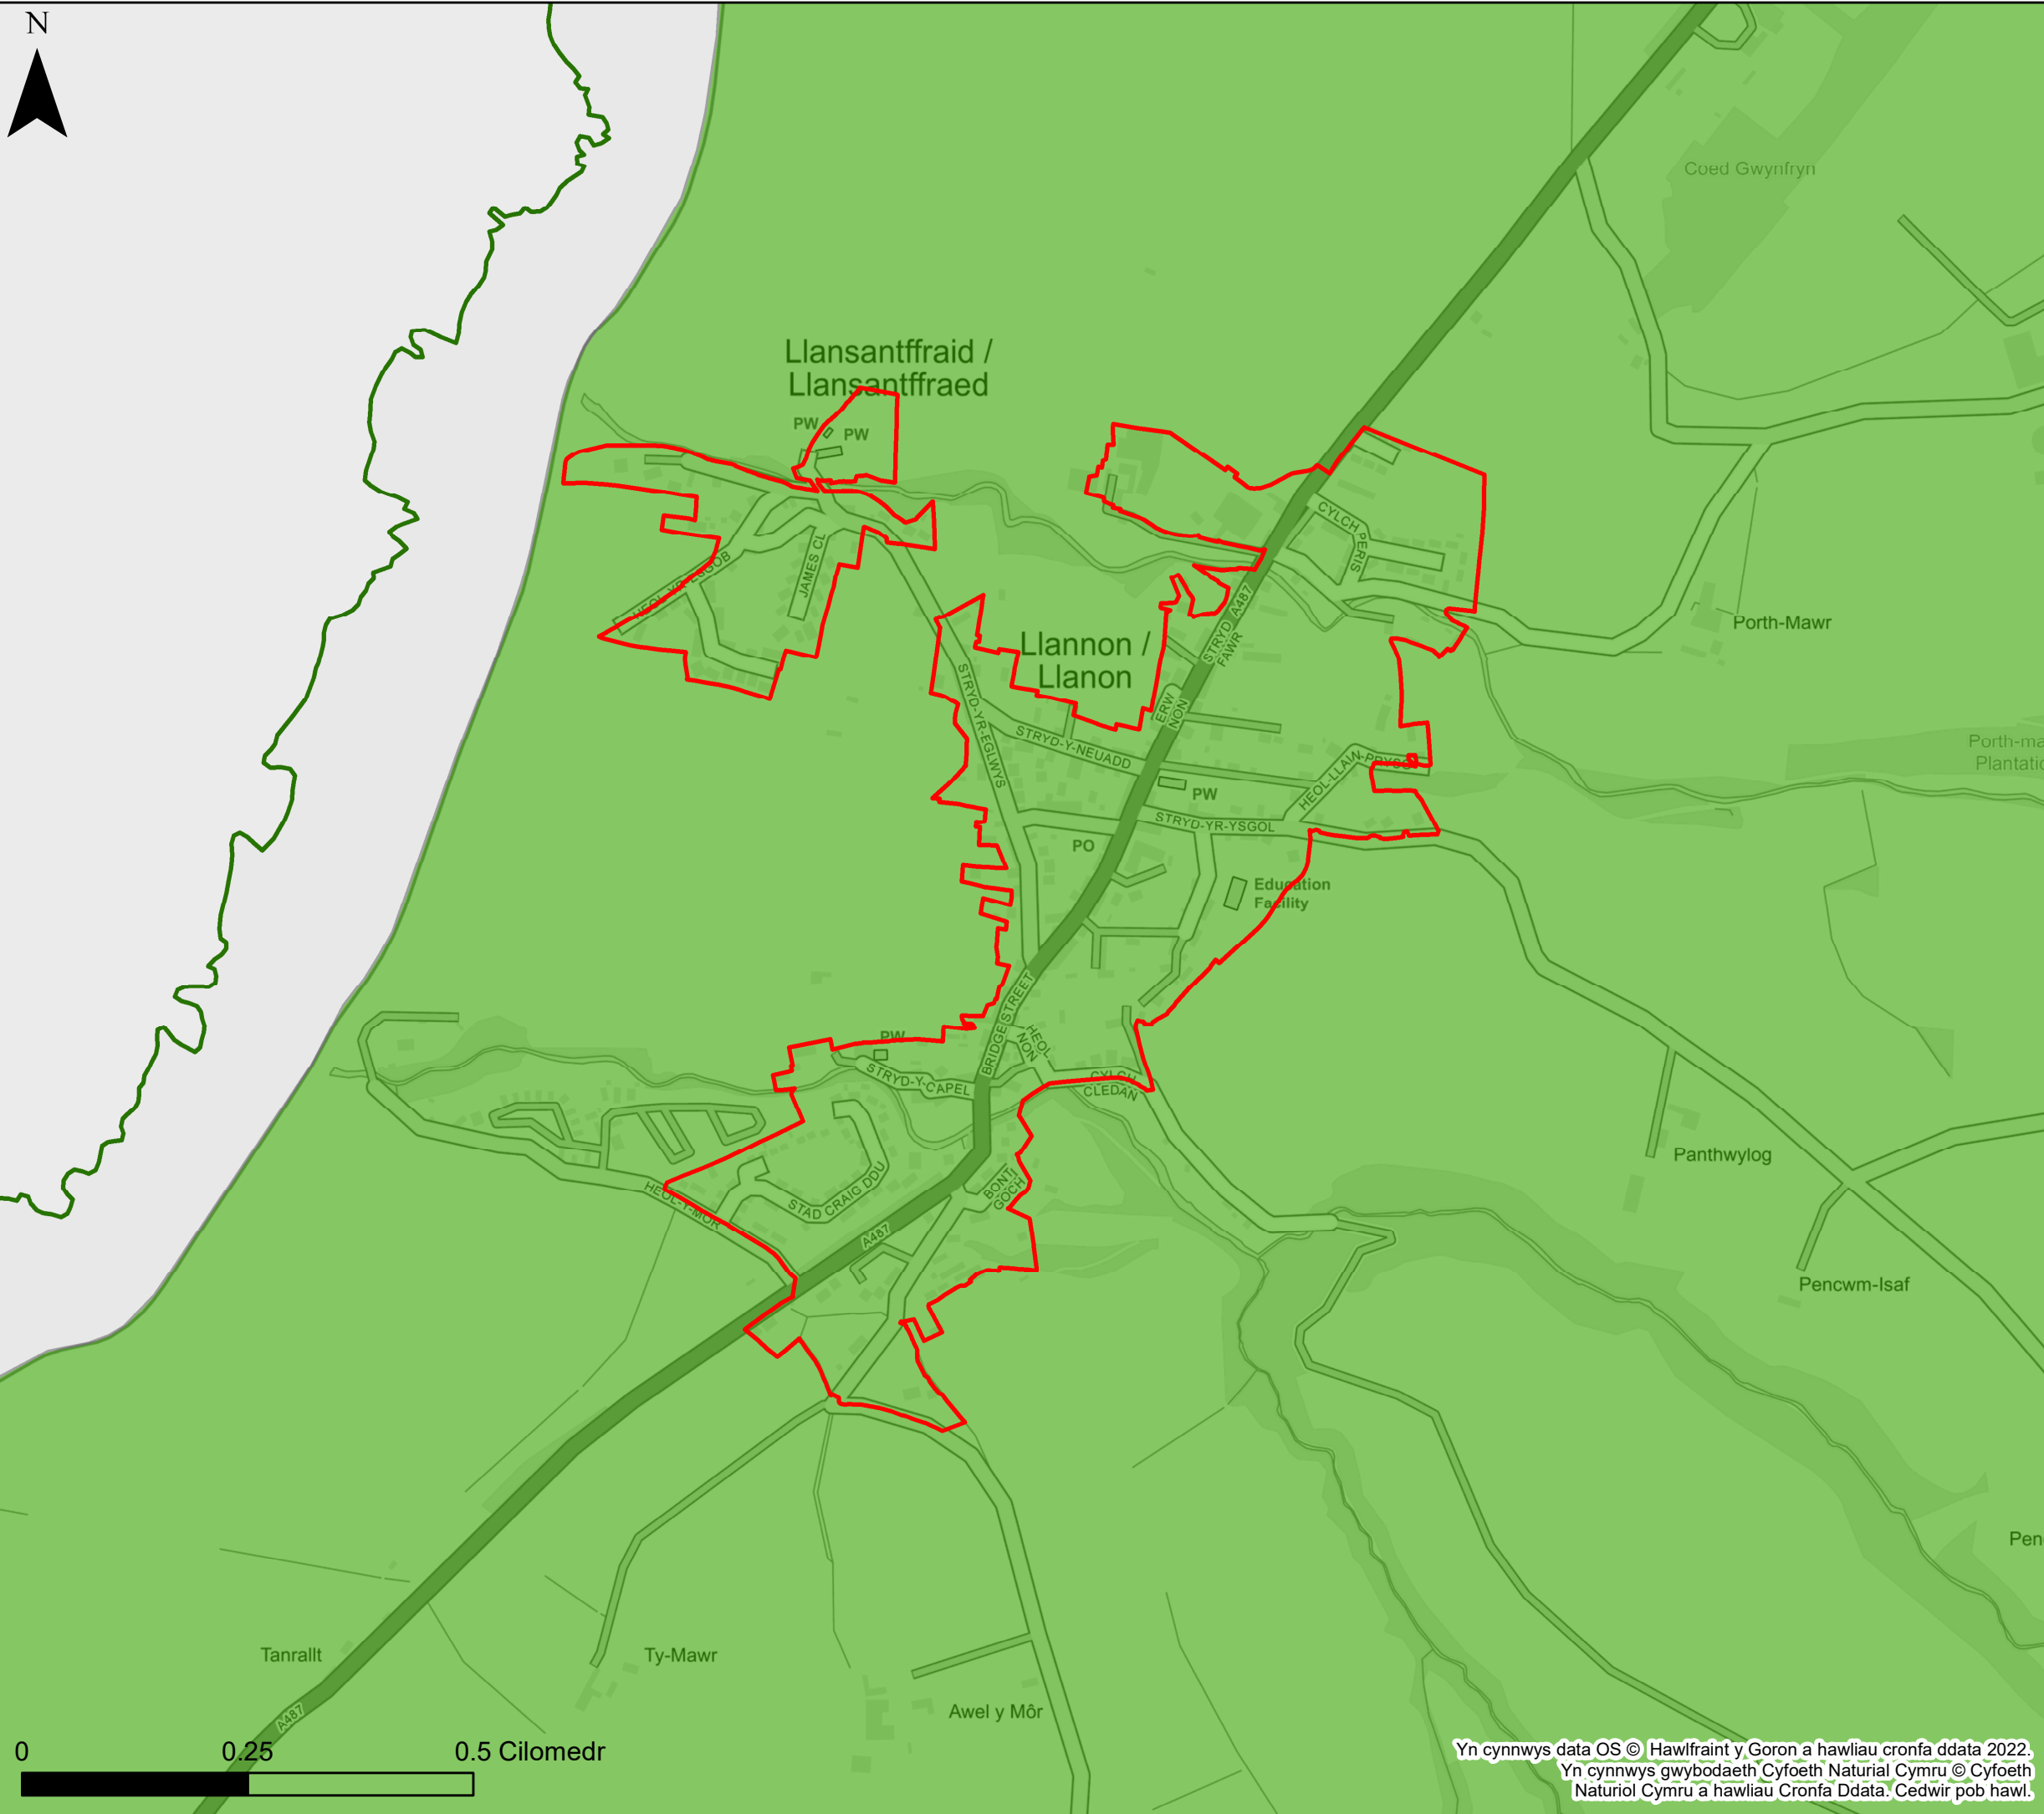 N
Coed Gwynfryn
Llansantffraid /
Llansantffraed
PW
PW
CYLCH
PERIS
JAMES CL
HEOL-YR-ESGOB
Porth-Mawr
Llannon /
Llanon
STRYD
FAWR
A487
STRYD-YR-EGLWYS
ERW
NON
STRYD-Y-NEUADD
HEOL-LLAIN-PRYSG
Porth-ma
Plantatio
PW
STRYD-YR-YSGOL
PO
Education
Facility
BRIDGE STREET
HEOL
NON
PW
STRYD-Y-CAPEL
CYLCH
CLEDAN
Panthwylog
STAD CRAIG DDU
BONT
GOCH
HEOL-Y-MOR
A487
Pencwm-Isaf
Pen
Tanrallt
Ty-Mawr
Awel y Môr
A487
0 0.25 0.5 Cilomedr
Yn cynnwys data OS © Hawlfraint y Goron a hawliau cronfa ddata 2022.
Yn cynnwys gwybodaeth Cyfoeth Naturial Cymru © Cyfoeth
Naturiol Cymru a hawliau Cronfa Ddata. Cedwir pob hawl.